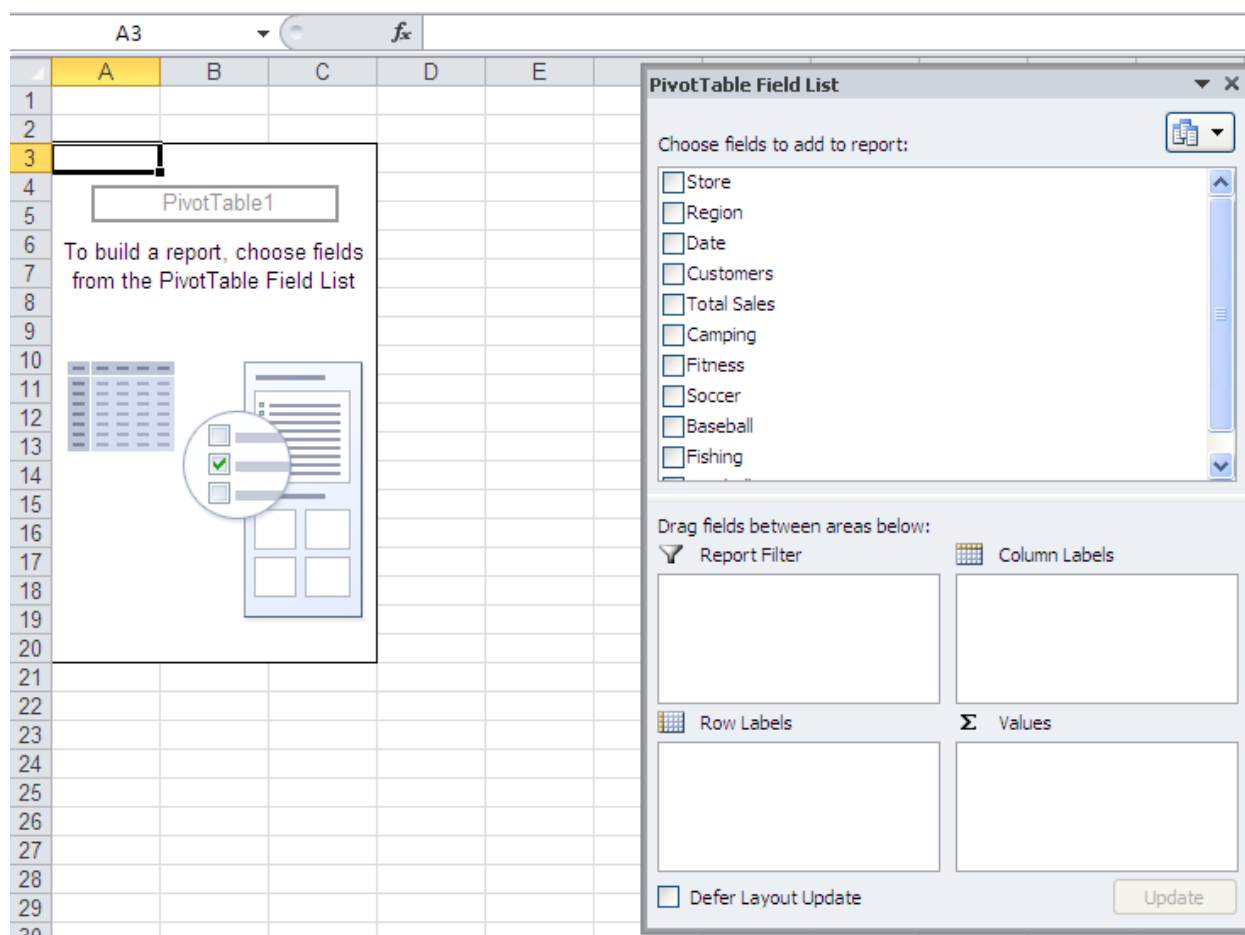 A3
fx
A B C D E
PivotTable Field List
1
2
3
4
5
6
7
8
9
10
11
12
13
14
15
16
17
18
19
20
21
22
23
24
25
26
27
28
29
PivotTable1
To build a report, choose fields
from the PivotTable Field List
Choose fields to add to report:
Store
Region
Date
Customers
Total Sales
Camping
Fitness
Soccer
Baseball
Fishing
Drag fields between areas below:
Report Filter
Column Labels
Row Labels
Σ Values
Defer Layout Update
Update